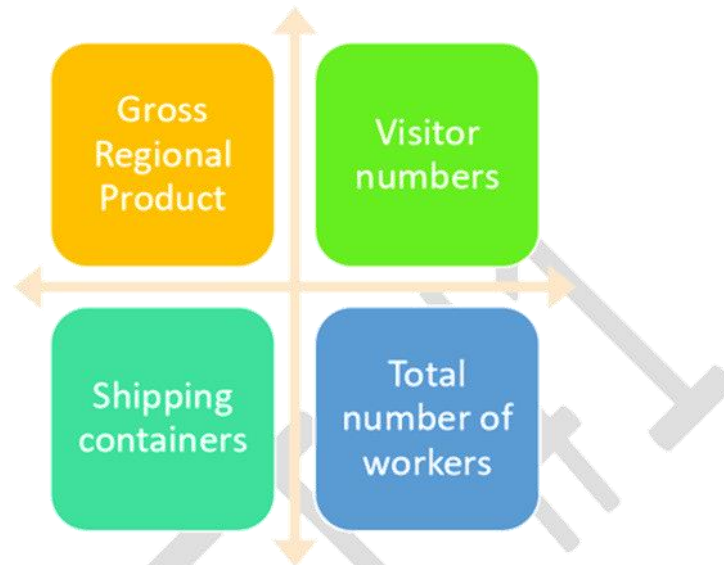 Gross
Regional
Product
Visitor
numbers
Shipping
containers
Total
number of
workers